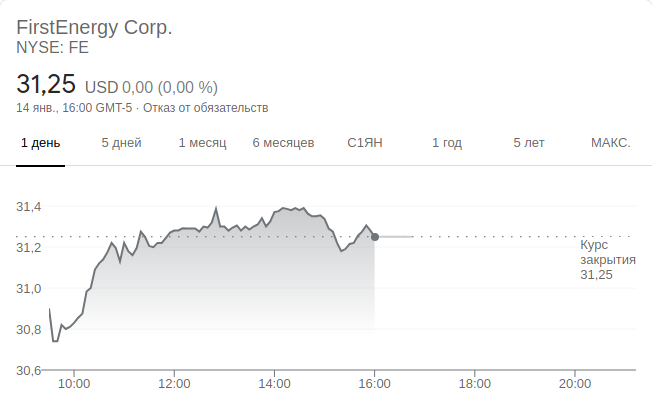 FirstEnergy Corp.
NYSE: FE
31,25 USD 0,00 (0,00 %)
14 янв., 16:00 GMT-5 · Отказ от обязательств
1 день 5 дней 1 месяц 6 месяцев С1ЯН 1 год 5 лет МАКС.
31,4
31,2
31,0
30,8
30,6
Курс
закрытия
31,25
10:00 12:00 14:00 16:00 18:00 20:00